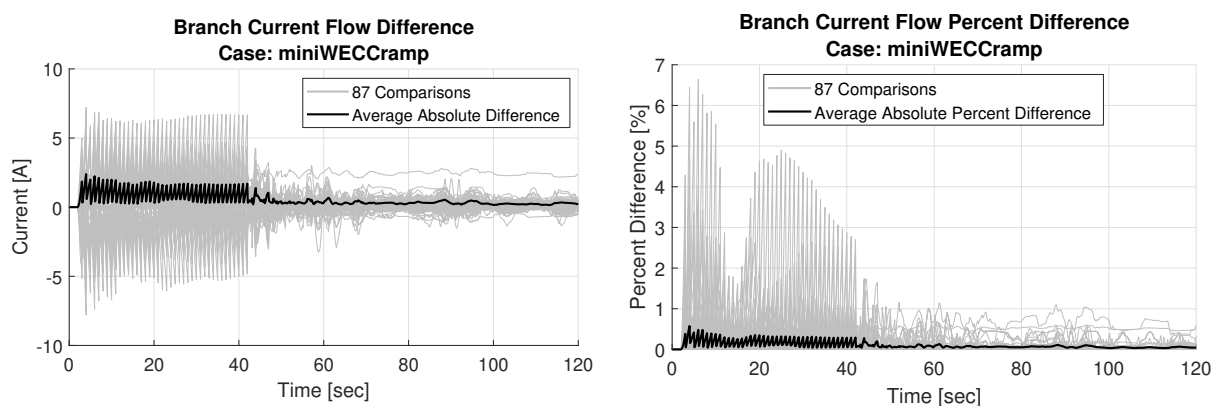 Branch Current Flow Difference
Case: miniWECCramp
10
5
0
-5
-10
Current [A]
87 Comparisons
Average Absolute Difference
0 20 40 60 80 100 120
Time [sec]
Branch Current Flow Percent Difference
Case: miniWECCramp
7
6
5
4
3
2
1
0
Percent Difference [%]
87 Comparisons
Average Absolute Percent Difference
0 20 40 60 80 100 120
Time [sec]